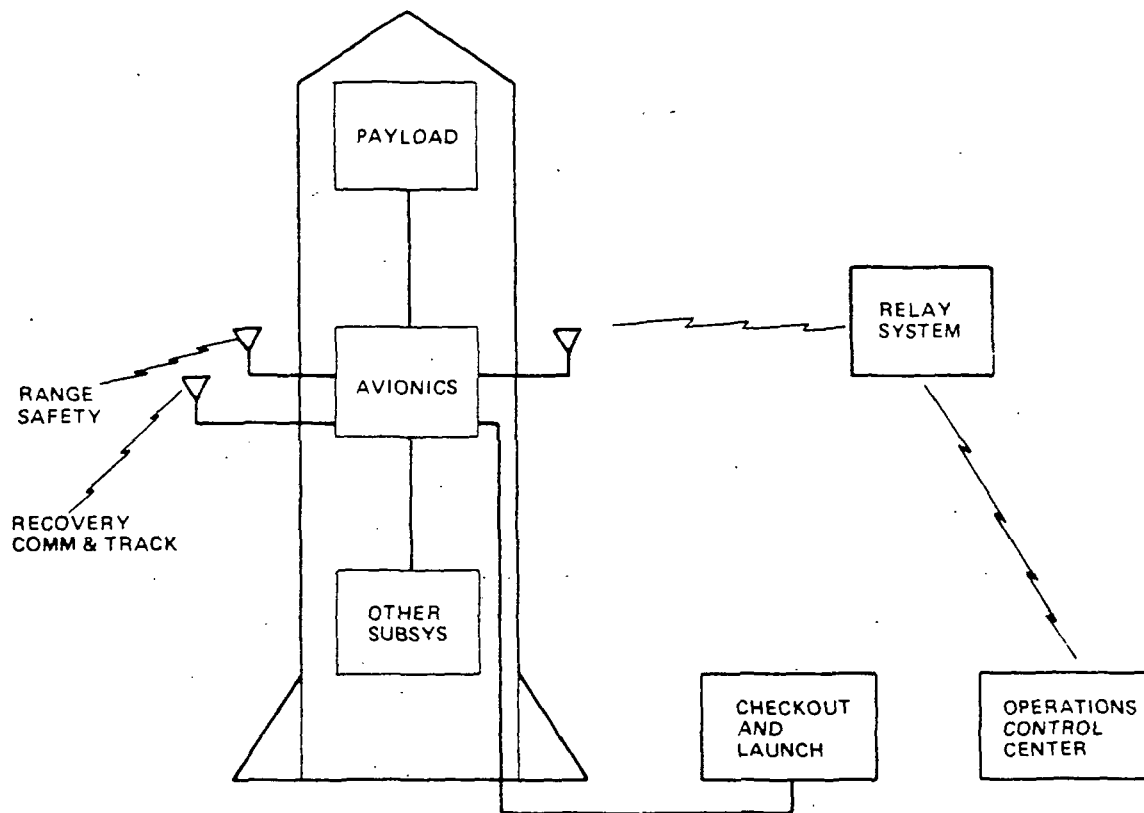 PAYLOAD
RELAY
SYSTEM
AVIONICS
RANGE
SAFETY
RECOVERY
COMM & TRACK
OTHER
SUBSYS
CHECKOUT
AND
LAUNCH
OPERATIONS
CONTROL
CENTER